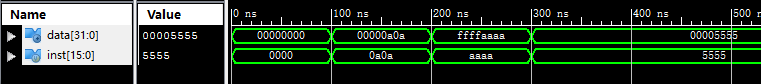 Name Value 0 ns 100 ns 200 ns 300 ns 400 ns 500 n
data[31:0] 00005555 00000000 00000a0a ffffaaaa 00005555
inst[15:0] 5555 0000 0a0a aaaa 5555